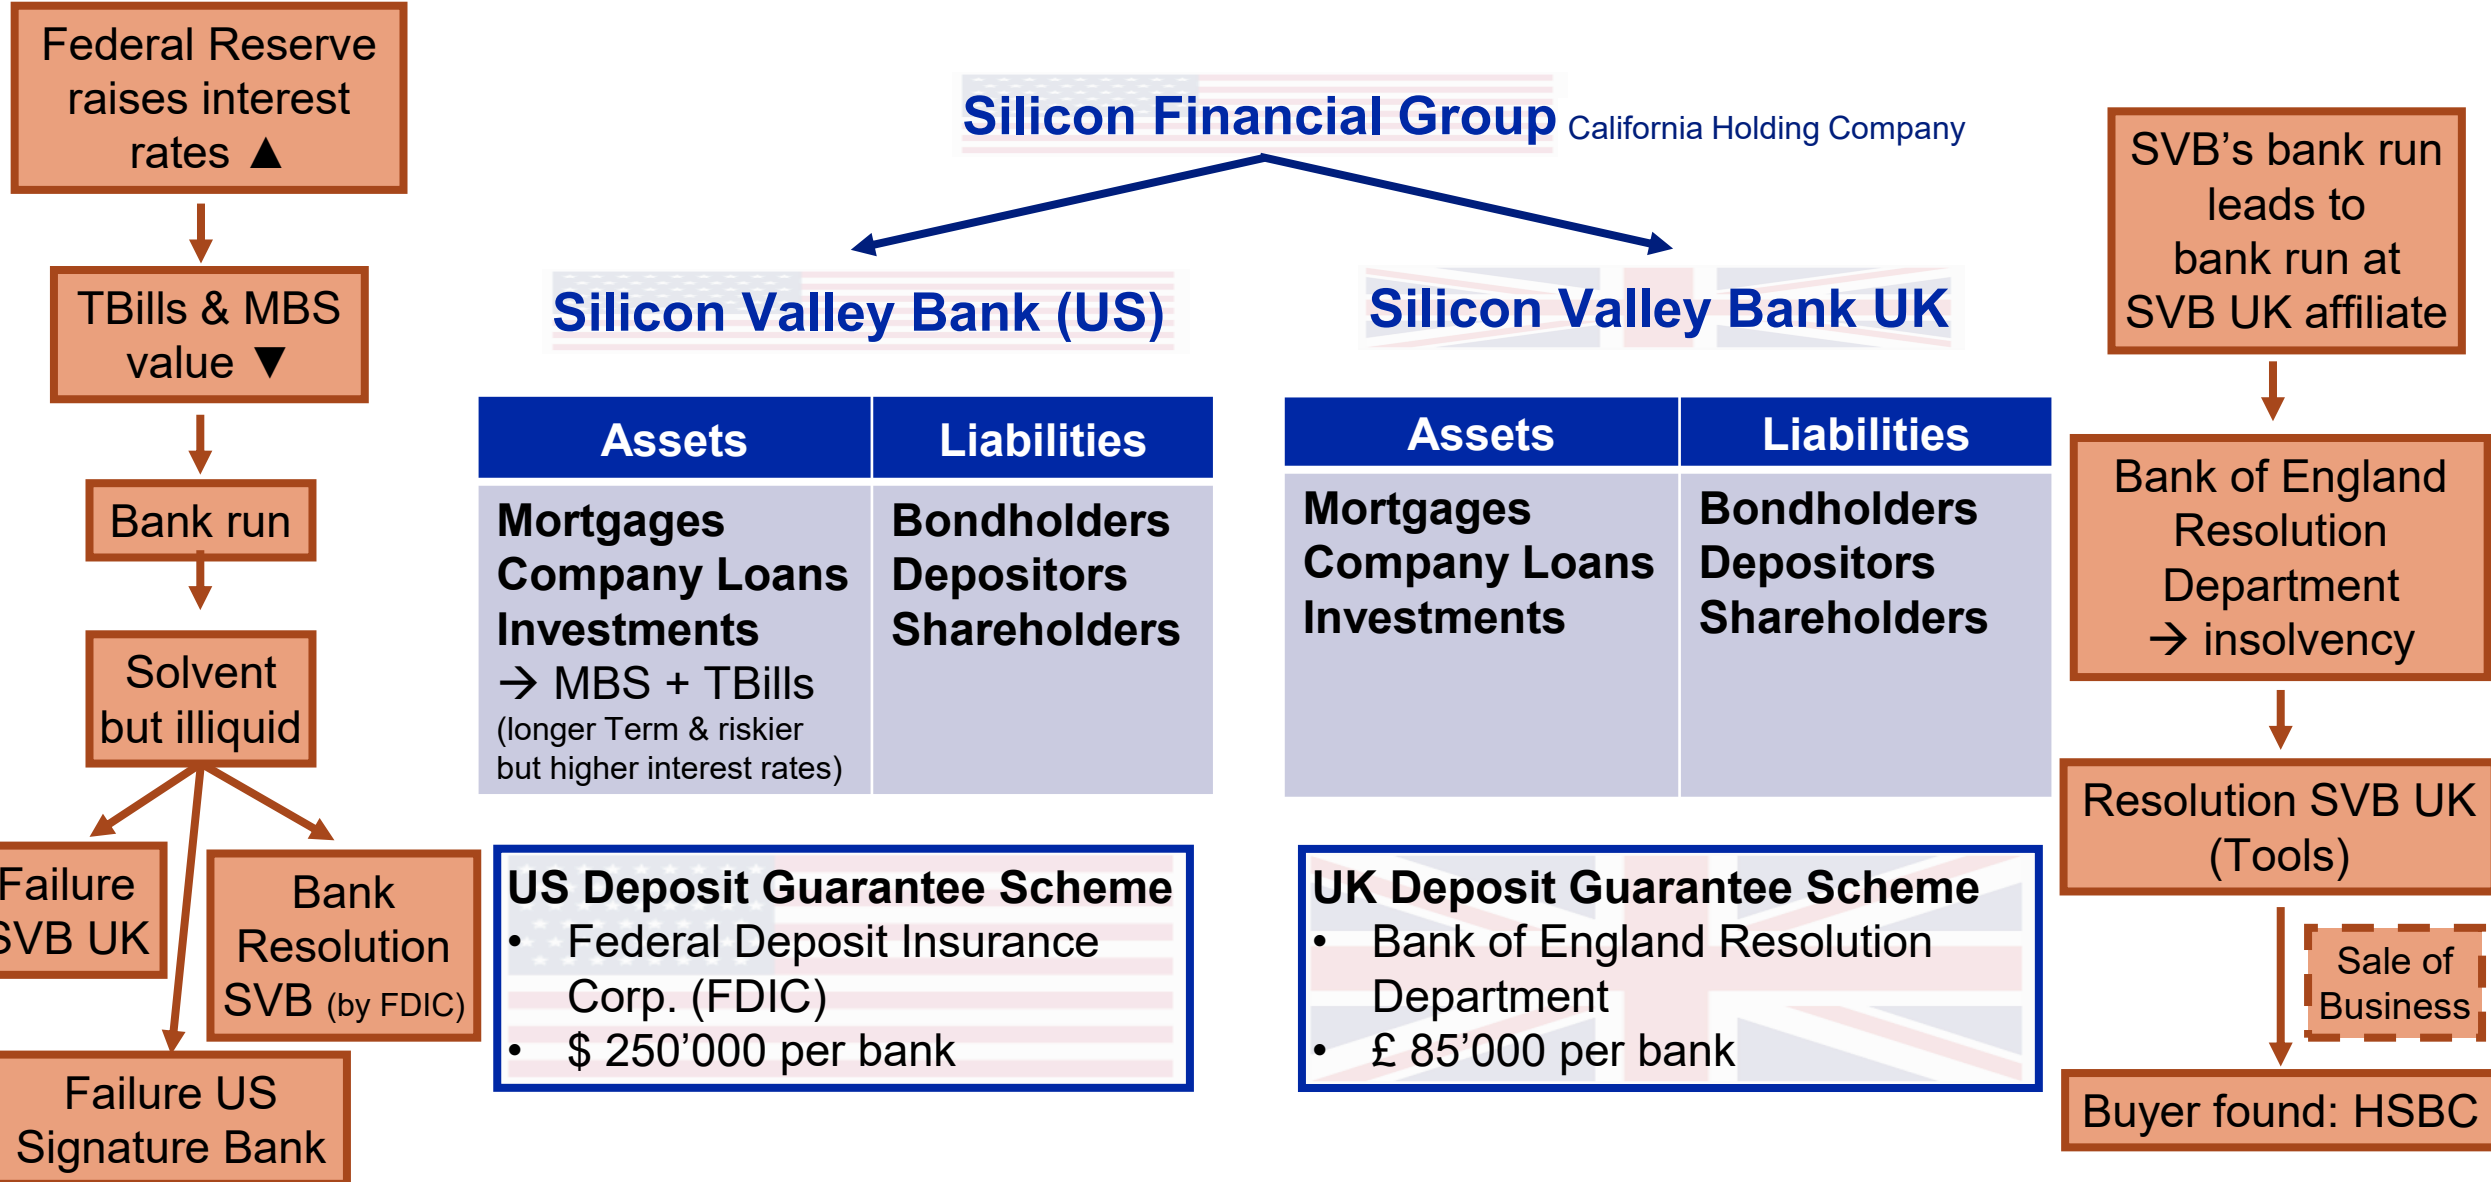 Federal Reserve
raises interest
rates ▲
TBills & MBS
value ▼
Bank run
Solvent
but illiquid
Failure
SVB UK
Bank
Resolution
SVB (by FDIC)
Failure US
Signature Bank
Silicon Financial Group California Holding Company
Silicon Valley Bank (US)
Assets Liabilities
Mortgages
Company Loans
Investments
→ MBS + TBills
(longer Term & riskier
but higher interest rates)
Bondholders
Depositors
Shareholders
US Deposit Guarantee Scheme
• Federal Deposit Insurance
Corp. (FDIC)
• $ 250’000 per bank
Silicon Valley Bank UK
Assets Liabilities
Mortgages
Company Loans
Investments
Bondholders
Depositors
Shareholders
UK Deposit Guarantee Scheme
• Bank of England Resolution
Department
• £ 85’000 per bank
SVB’s bank run
leads to
bank run at
SVB UK affiliate
Bank of England
Resolution
Department
→ insolvency
Resolution SVB UK
(Tools)
Sale of
Business
Buyer found: HSBC